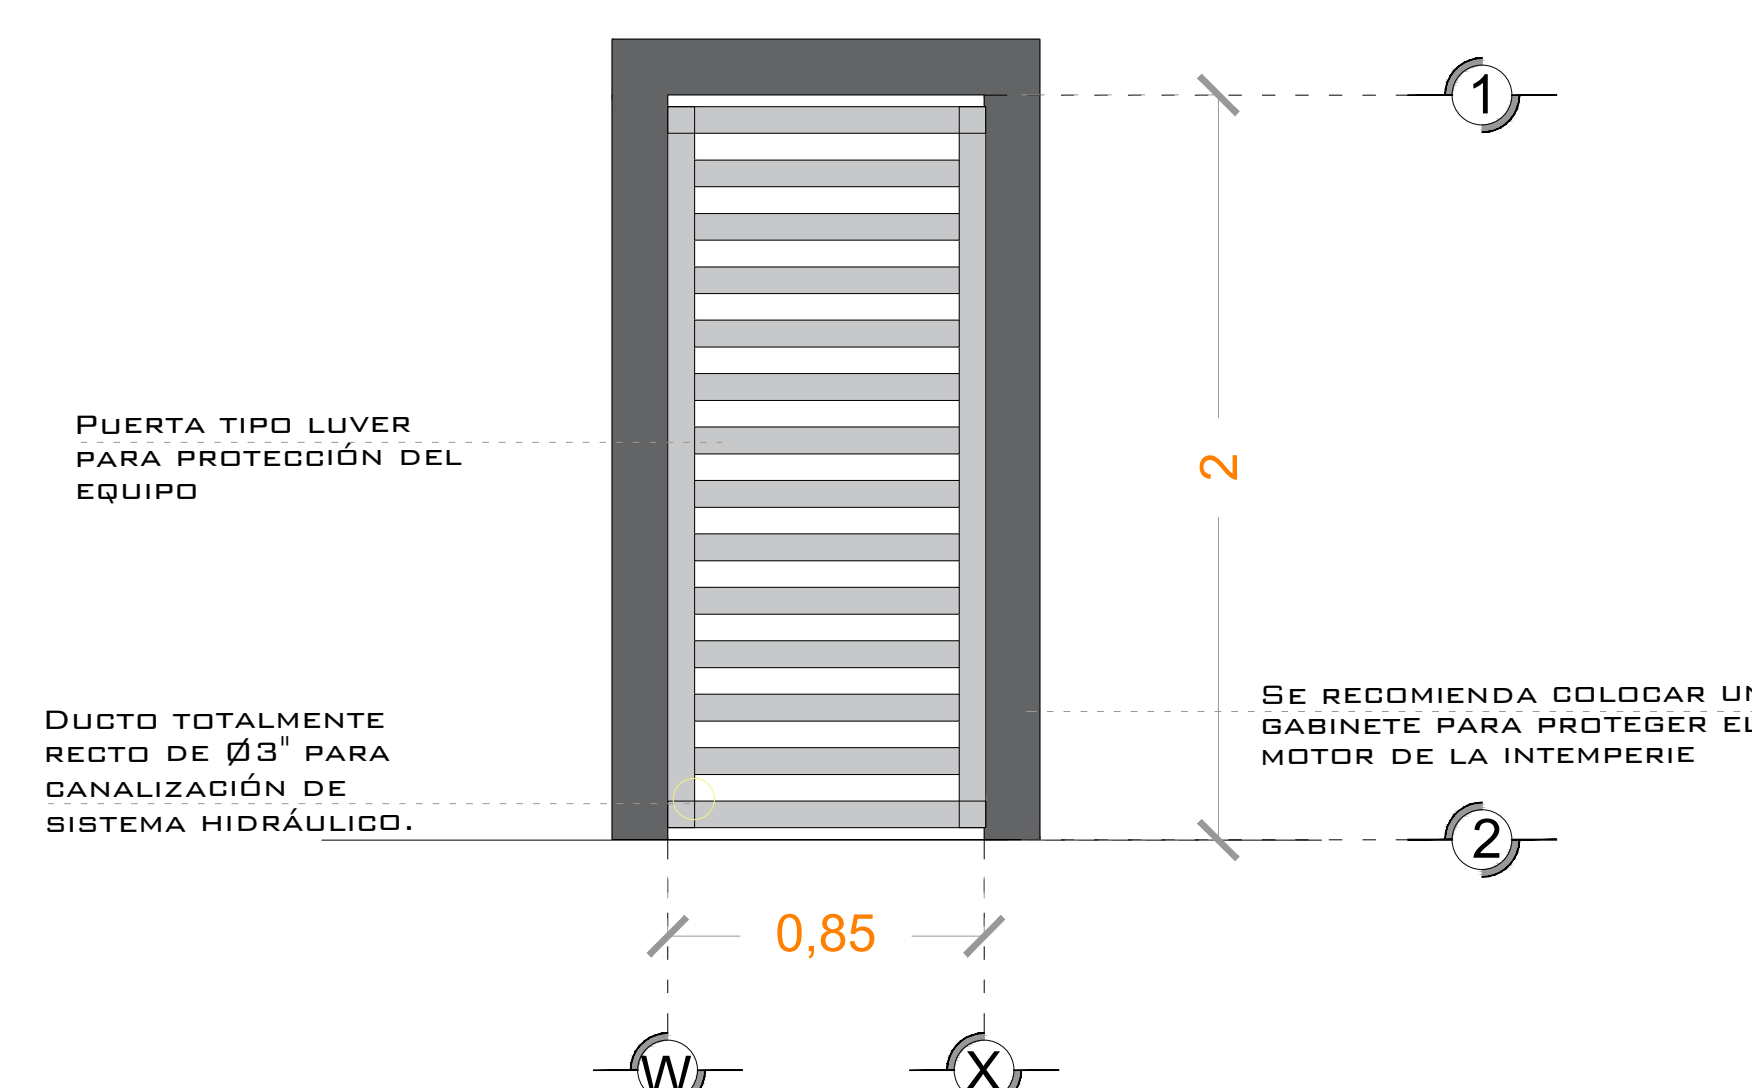 1
PUERTA TIPO LUVER
PARA PROTECCIÓN DEL
EQUIPO
2
DUCTO TOTALMENTE
RECTO DE Ø3" PARA
CANALIZACIÓN DE
SISTEMA HIDRÁULICO.
SE RECOMIENDA COLOCAR UN
GABINETE PARA PROTEGER EL
MOTOR DE LA INTEMPERIE
2
0,85
W
X